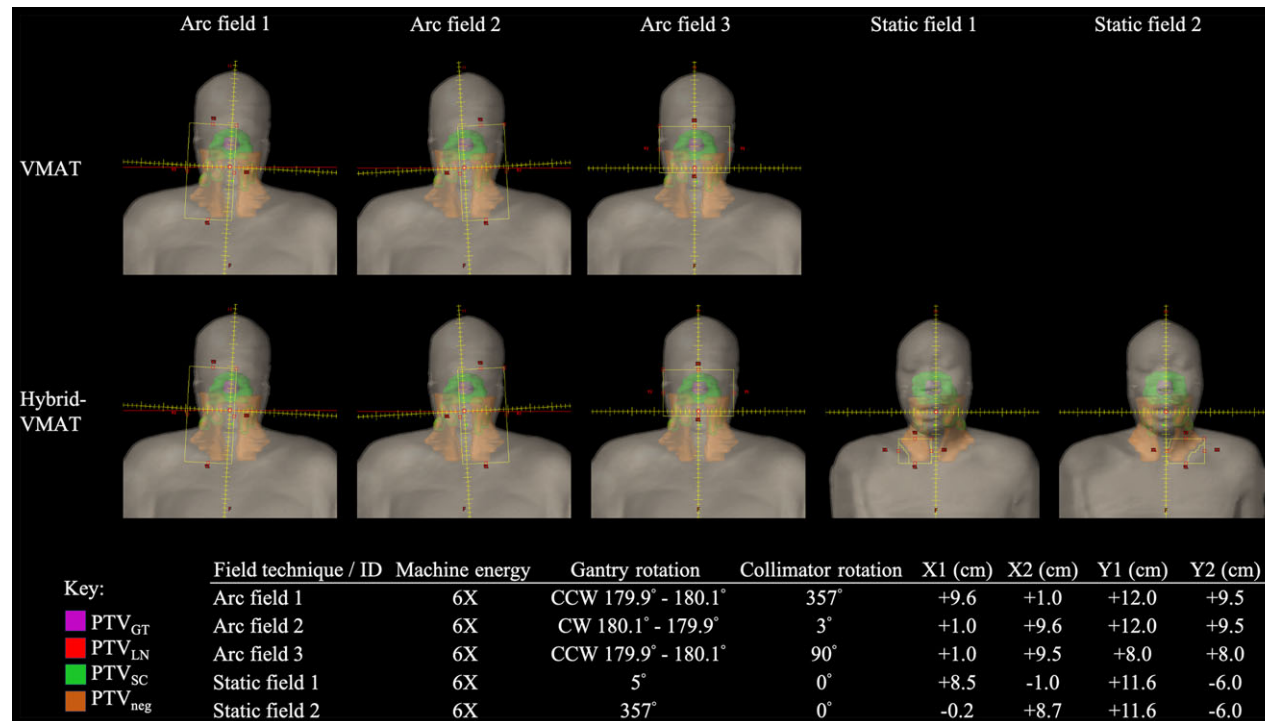 Arc field 1 Arc field 2 Arc field 3 Static field 1 Static field 2
VMAT
Hybrid-
VMAT
Key:
PTV_GT
PTV_LN
PTV_SC
PTV_neg
Field technique / ID Machine energy Gantry rotation Collimator rotation X1 (cm) X2 (cm) Y1 (cm) Y2 (cm)
Arc field 1 6X CCW 179.9° - 180.1° 357° +9.6 +1.0 +12.0 +9.5
Arc field 2 6X CW 180.1° - 179.9° 3° +1.0 +9.6 +12.0 +9.5
Arc field 3 6X CCW 179.9° - 180.1° 90° +1.0 +9.5 +8.0 +8.0
Static field 1 6X 5° 0° +8.5 -1.0 +11.6 -6.0
Static field 2 6X 357° 0° -0.2 +8.7 +11.6 -6.0